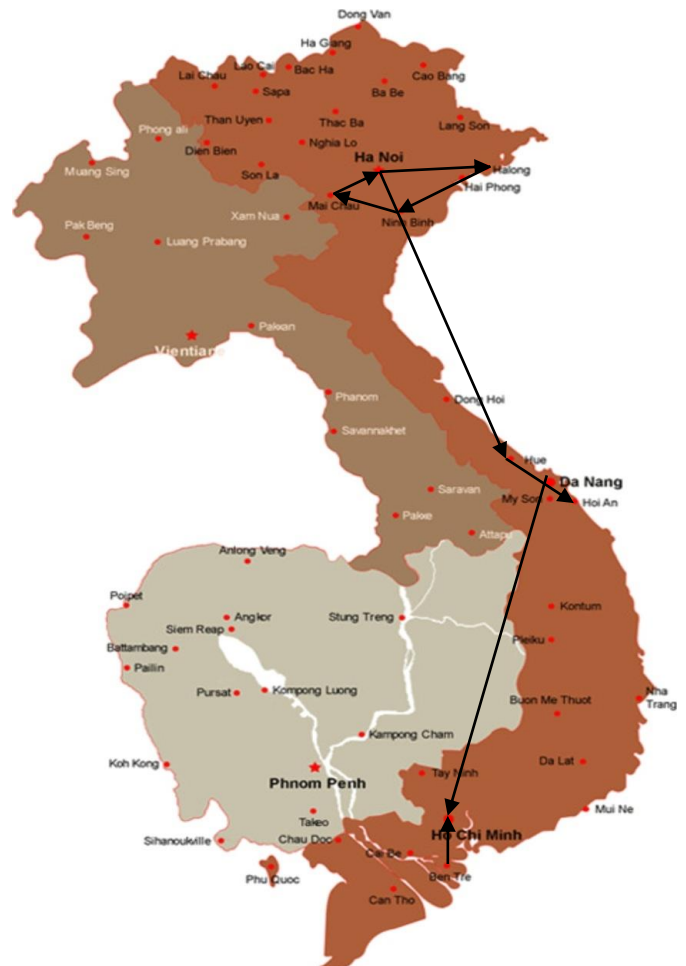 Dong Van
Ha Giang
Lao Cai
Bac Ha
Cao Bang
Lai Chau
Sapa
Ba Be
Than Uyen
Thac Ba
Lang Son
Phong ali
Dien Bien
Nghia Lo
Ha Noi
Muang Sing
Son La
Halong
Hai Phong
Mai Chau
Xam Nua
Ninh Binh
Pak Beng
Luang Prabang
Pakxan
Vientiane
Phanom
Dong Hoi
Savannakhet
Hue
Da Nang
Saravan
My Son
Hoi An
Pakxe
Attapu
Anlong Veng
Poipet
Angkor
Stung Treng
Kontum
Siem Reap
Battambang
Pleiku
Pailin
Pursat
Kompong Luong
Buon Me Thuot
Nha
Trang
Kampong Cham
Koh Kong
Da Lat
Phnom Penh
Tay Ninh
Mui Ne
Takeo
Ho Chi Minh
Sihanoukville
Chau Doc
Cai Be
Phu Quoc
Ben Tre
Can Tho